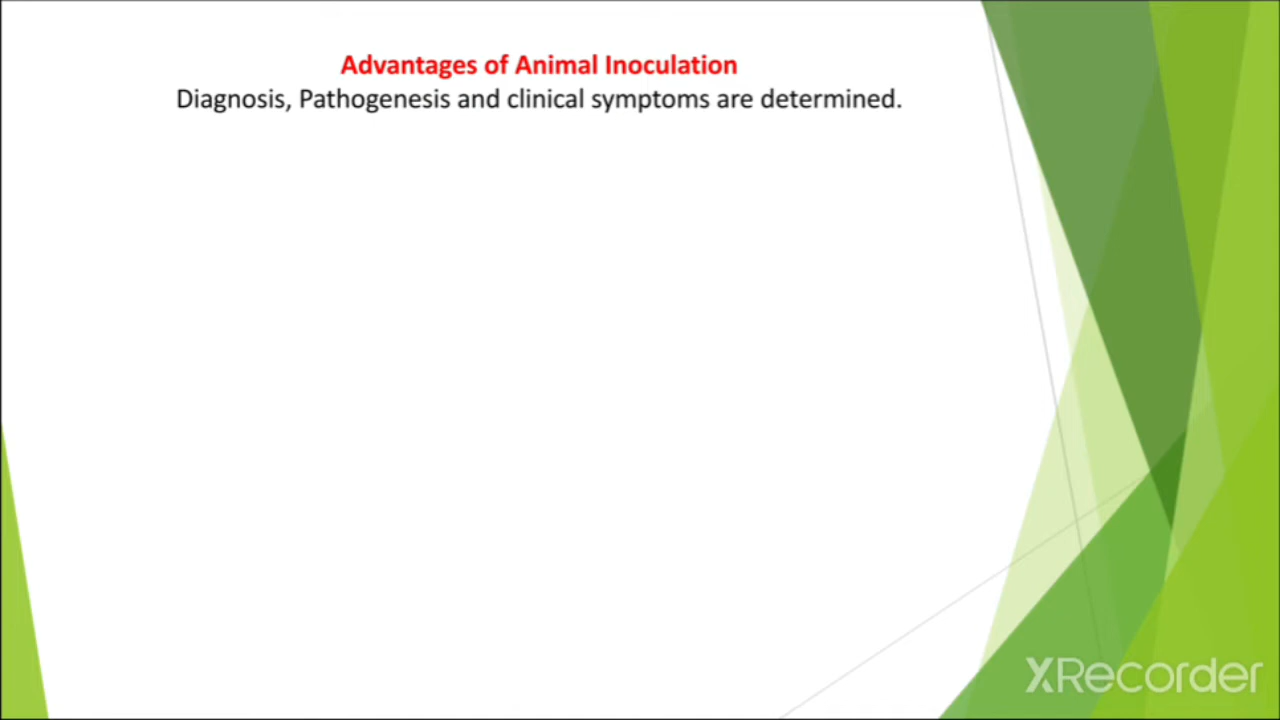 Advantages of Animal Inoculation
Diagnosis, Pathogenesis and clinical symptoms are determined.
XRecorder